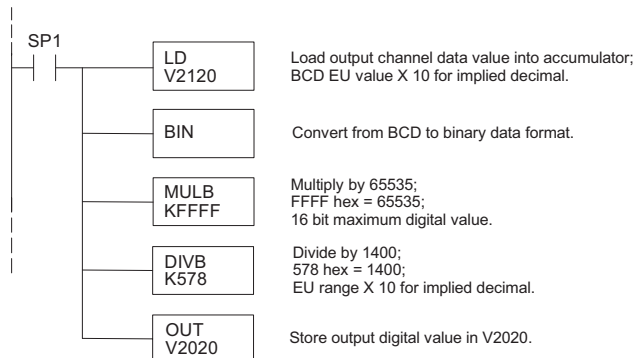 SP1
LD
V2120
Load output channel data value into accumulator;
BCD EU value X 10 for implied decimal.
BIN
Convert from BCD to binary data format.
MULB
KFFFF
Multiply by 65535;
FFFF hex = 65535;
16 bit maximum digital value.
DIVB
K578
Divide by 1400;
578 hex = 1400;
EU range X 10 for implied decimal.
OUT
V2020
Store output digital value in V2020.